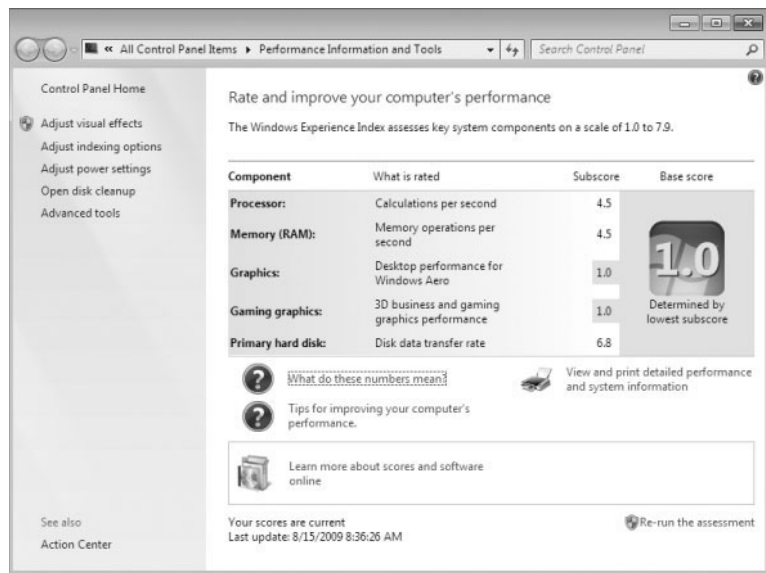 « All Control Panel Items ▸ Performance Information and Tools
Search Control Panel
Control Panel Home
Adjust visual effects
Adjust indexing options
Adjust power settings
Open disk cleanup
Advanced tools
See also
Action Center
Rate and improve your computer's performance
The Windows Experience Index assesses key system components on a scale of 1.0 to 7.9.
Component What is rated Subscore Base score
Processor: Calculations per second 4.5
Memory (RAM): Memory operations per
second 4.5
Graphics: Desktop performance for
Windows Aero 1.0
Gaming graphics: 3D business and gaming
graphics performance 1.0
Primary hard disk: Disk data transfer rate 6.8
1.0
Determined by
lowest subscore
What do these numbers mean?
Tips for improving your computer's
performance.
View and print detailed performance
and system information
Learn more about scores and software
online
Your scores are current
Last update: 8/15/2009 8:36:26 AM
Re-run the assessment